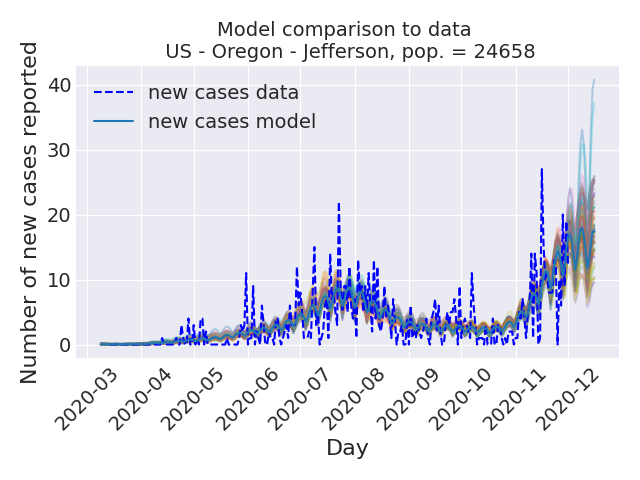 Model comparison to data
US - Oregon - Jefferson, pop. = 24658
Number of new cases reported
40
30
20
10
0
new cases data
new cases model
2020-03
2020-04
2020-05
2020-06
2020-07
2020-08
2020-09
2020-10
2020-11
2020-12
Day